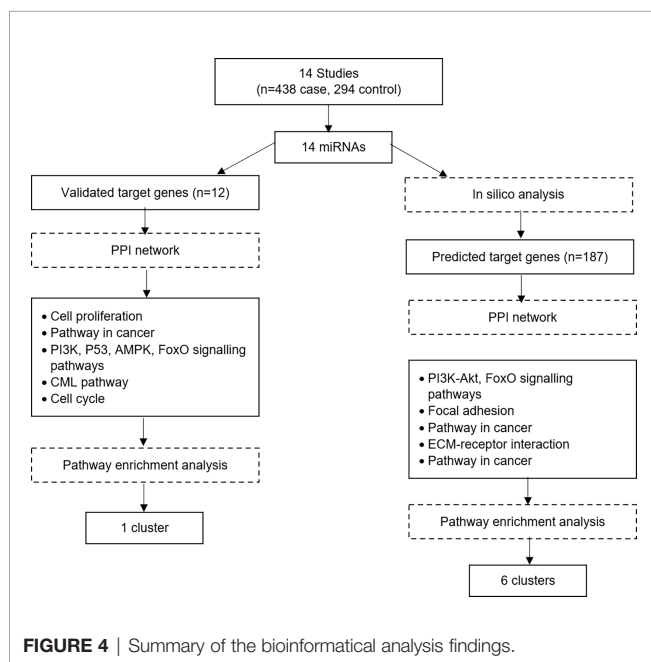 14 Studies
(n=438 case, 294 control)
14 miRNAs
Validated target genes (n=12)
PPI network
• Cell proliferation
• Pathway in cancer
• PI3K, P53, AMPK, FoxO signalling
pathways
• CML pathway
• Cell cycle
Pathway enrichment analysis
1 cluster
In silico analysis
Predicted target genes (n=187)
PPI network
• PI3K-Akt, FoxO signalling
pathways
• Focal adhesion
• Pathway in cancer
• ECM-receptor interaction
• Pathway in cancer
Pathway enrichment analysis
6 clusters
FIGURE 4 | Summary of the bioinformatical analysis findings.